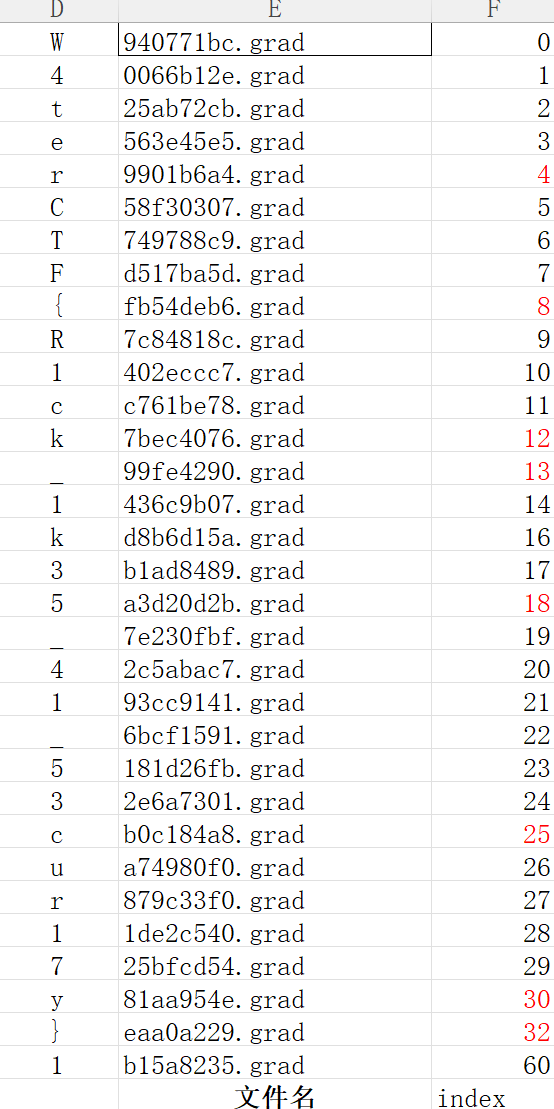 D E F
W 940771bc.grad 0
4 0066b12e.grad 1
t 25ab72cb.grad 2
e 563e45e5.grad 3
r 9901b6a4.grad 4
C 58f30307.grad 5
T 749788c9.grad 6
F d517ba5d.grad 7
{ fb54deb6.grad 8
R 7c84818c.grad 9
1 402eccc7.grad 10
c c761be78.grad 11
k 7bec4076.grad 12
_ 99fe4290.grad 13
1 436c9b07.grad 14
k d8b6d15a.grad 16
3 b1ad8489.grad 17
5 a3d20d2b.grad 18
_ 7e230fbf.grad 19
4 2c5abac7.grad 20
1 93cc9141.grad 21
_ 6bcf1591.grad 22
5 181d26fb.grad 23
3 2e6a7301.grad 24
c b0c184a8.grad 25
u a74980f0.grad 26
r 879c33f0.grad 27
1 1de2c540.grad 28
7 25bfcd54.grad 29
y 81aa954e.grad 30
} eaa0a229.grad 32
1 b15a8235.grad 60
文件名 index